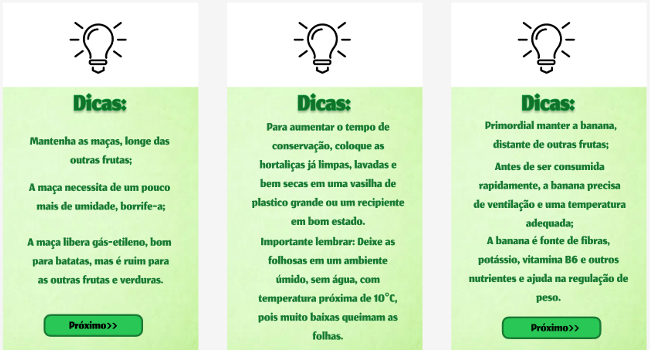 Dicas:
Mantenha as maças, longe das
outras frutas;
A maça necessita de um pouco
mais de umidade, borrife-a;
A maça libera gás-etileno, bom
para batatas, mas é ruim para
as outras frutas e verduras.
Próximo>>
Dicas:
Para aumentar o tempo de
conservação, coloque as
hortaliças já limpas, lavadas e
bem secas em uma vasilha de
plastico grande ou um recipiente
em bom estado.
Importante lembrar: Deixe as
folhosas em um ambiente
úmido, sem água, com
temperatura próxima de 10°C,
pois muito baixas queimam as
folhas.
Dicas:
Primordial manter a banana,
distante de outras frutas;
Antes de ser consumida
rapidamente, a banana precisa
de ventilação e uma temperatura
adequada;
A banana é fonte de fibras,
potássio, vitamina B6 e outros
nutrientes e ajuda na regulação de
peso.
Próximo>>